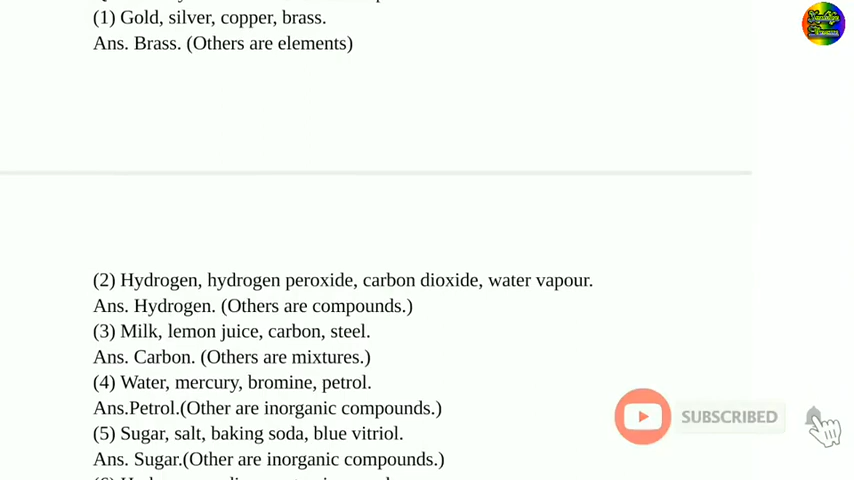 (1) Gold, silver, copper, brass.
Ans. Brass. (Others are elements)
(2) Hydrogen, hydrogen peroxide, carbon dioxide, water vapour.
Ans. Hydrogen. (Others are compounds.)
(3) Milk, lemon juice, carbon, steel.
Ans. Carbon. (Others are mixtures.)
(4) Water, mercury, bromine, petrol.
Ans.Petrol.(Other are inorganic compounds.)
SUBSCRIBED
(5) Sugar, salt, baking soda, blue vitriol.
Ans. Sugar.(Other are inorganic compounds.)